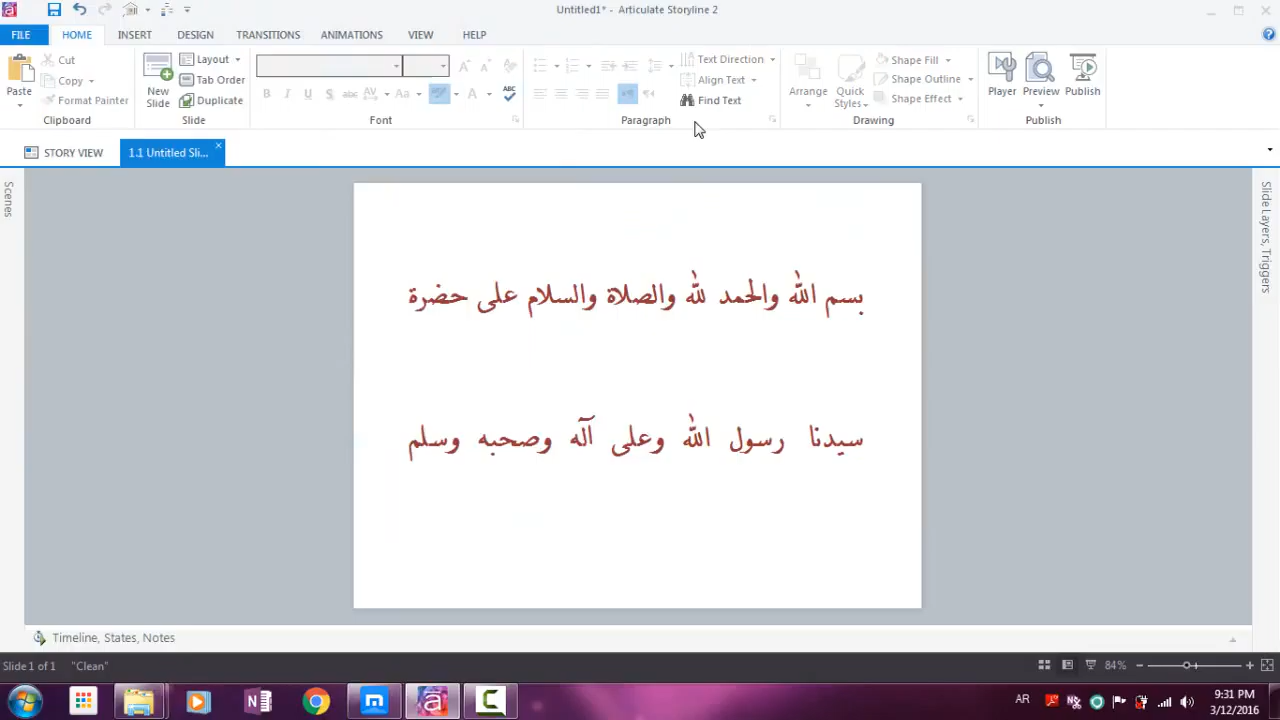 Untitled1* - Articulate Storyline 2
FILE HOME INSERT DESIGN TRANSITIONS ANIMATIONS VIEW HELP
Paste
Cut
Copy
Format Painter
Clipboard
New Slide
Layout
Tab Order
Duplicate
Slide
Font
Text Direction
Align Text
Find Text
Paragraph
Arrange
Quick Styles
Shape Fill
Shape Outline
Shape Effect
Drawing
Player
Preview
Publish
Publish
STORY VIEW
1.1 Untitled Sli...
Scenes
Slide Layers, Triggers
بسم الله والحمد لله والصلاة والسلام على حضرة
سيدنا رسول الله وعلى آله وصحبه وسلم
Timeline, States, Notes
Slide 1 of 1 "Clean" 84%
AR
9:31 PM
3/12/2016